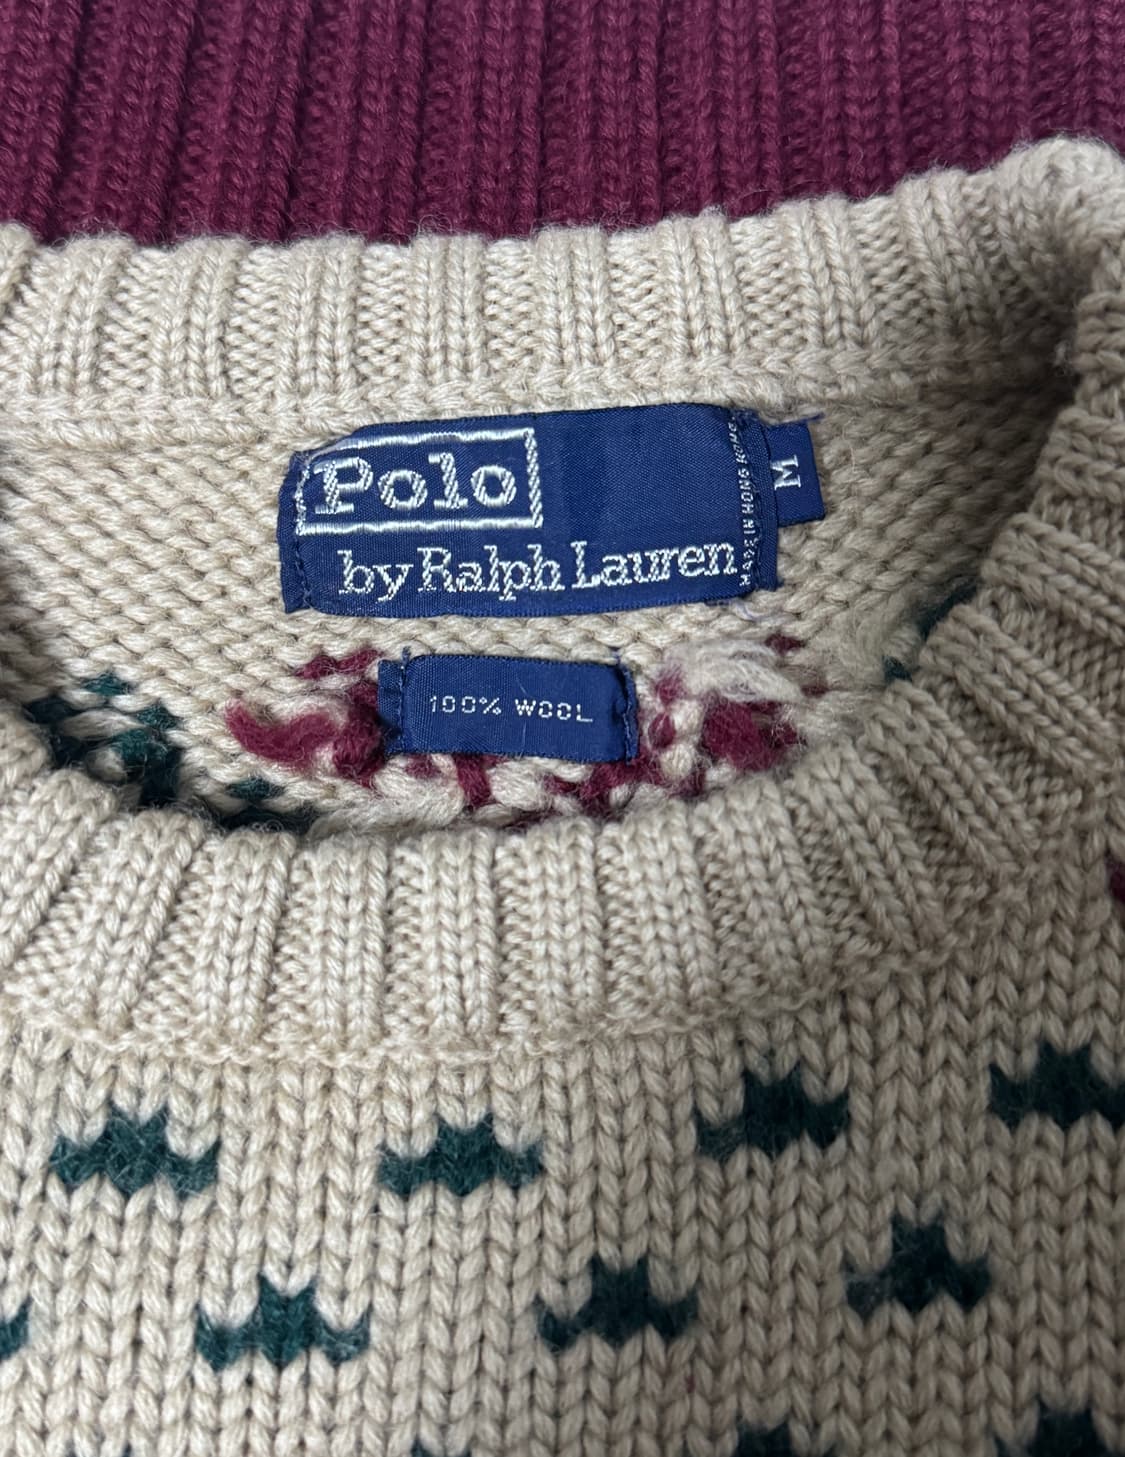 Polo
by Ralph Lauren
MADE IN HONG KONG
M
100% WOOL